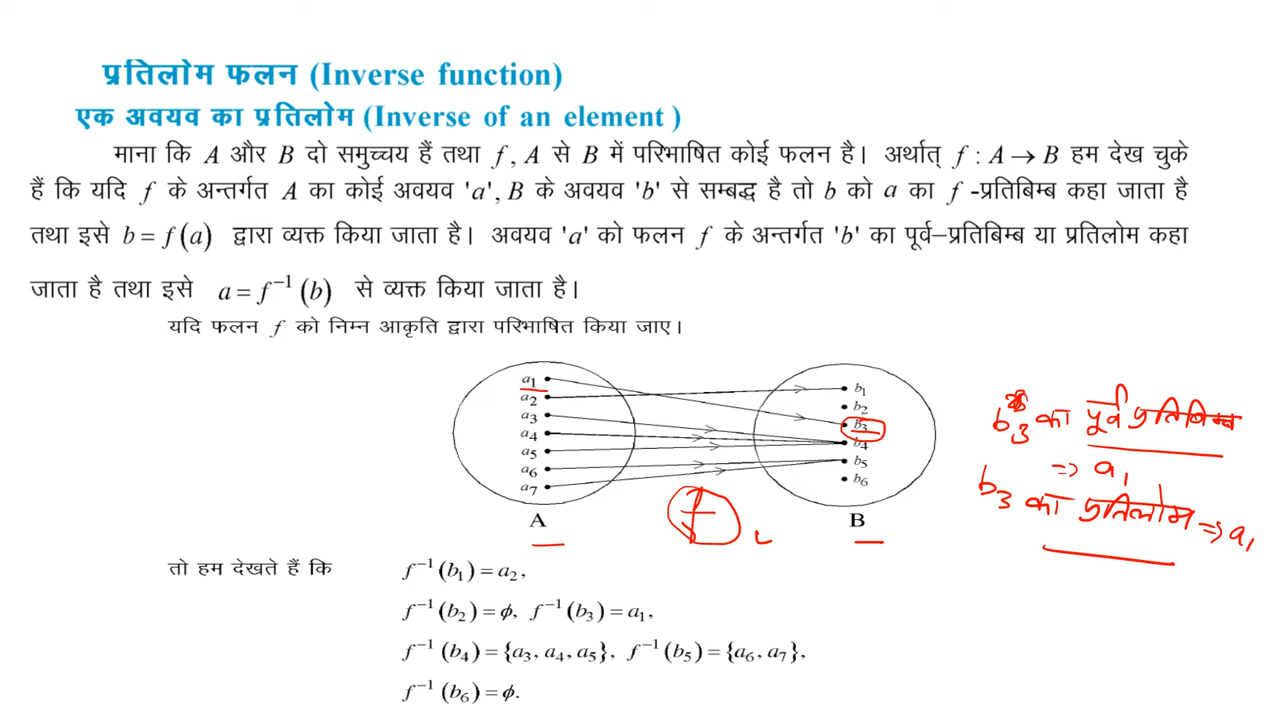 प्रतिलोम फलन (Inverse function)
एक अवयव का प्रतिलोम (Inverse of an element )
माना कि A और B दो समुच्चय हैं तथा f, A से B में परिभाषित कोई फलन है। अर्थात् f : A → B हम देख चुके
हैं कि यदि f के अन्तर्गत A का कोई अवयव 'a', B के अवयव 'b' से सम्बद्ध है तो b को a का f -प्रतिबिम्ब कहा जाता है
तथा इसे b = f (a) द्वारा व्यक्त किया जाता है। अवयव 'a' को फलन f के अन्तर्गत 'b' का पूर्व–प्रतिबिम्ब या प्रतिलोम कहा
जाता है तथा इसे a = f⁻¹ (b) से व्यक्त किया जाता है।
यदि फलन f को निम्न आकृति द्वारा परिभाषित किया जाए।
a₁
a₂
a₃
a₄
a₅
a₆
a₇
A
f
b₁
b₂
b₃
b₄
b₅
b₆
B
b₃ का पूर्व प्रतिबिम्ब
⇒ a₁
b₃ का प्रतिलोम ⇒ a₁
तो हम देखते हैं कि f⁻¹ (b₁) = a₂,
f⁻¹ (b₂) = ϕ, f⁻¹ (b₃) = a₁,
f⁻¹ (b₄) = {a₃, a₄, a₅}, f⁻¹ (b₅) = {a₆, a₇},
f⁻¹ (b₆) = ϕ.